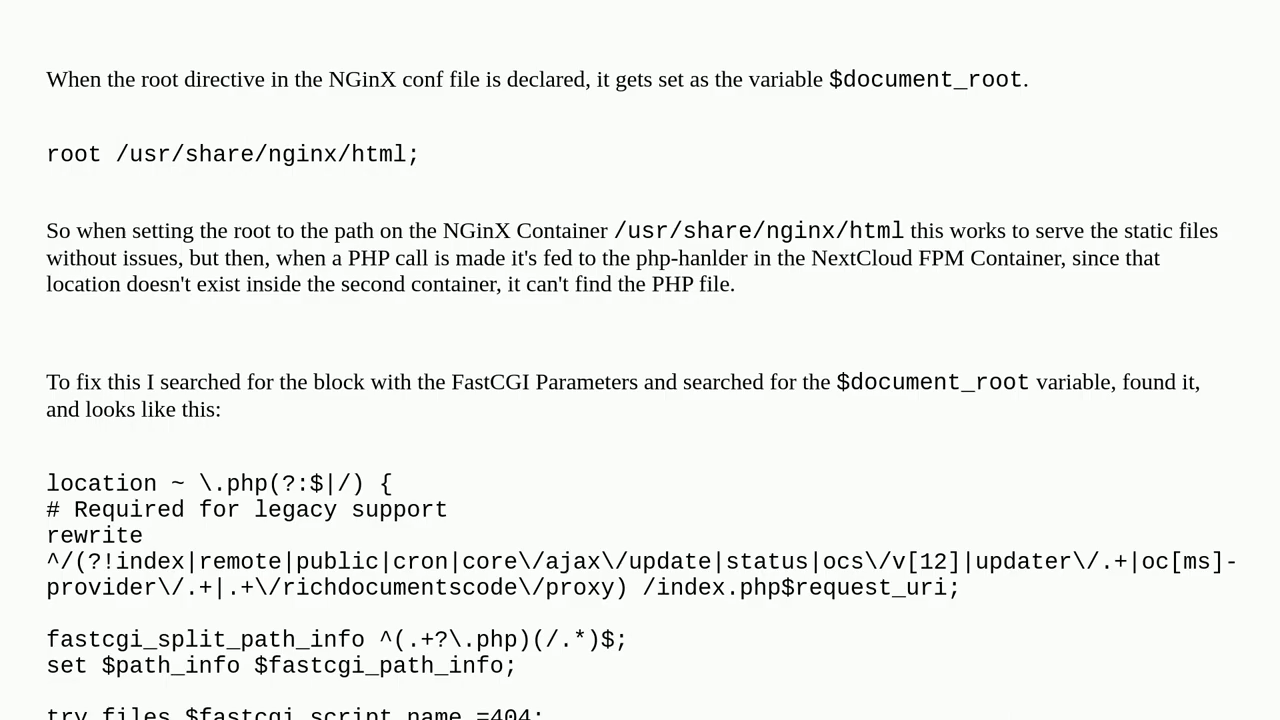 When the root directive in the NGinX conf file is declared, it gets set as the variable $document_root.
root /usr/share/nginx/html;
So when setting the root to the path on the NGinX Container /usr/share/nginx/html this works to serve the static files
without issues, but then, when a PHP call is made it's fed to the php-hanlder in the NextCloud FPM Container, since that
location doesn't exist inside the second container, it can't find the PHP file.
To fix this I searched for the block with the FastCGI Parameters and searched for the $document_root variable, found it,
and looks like this:
location ~ \.php(?:$|/) {
# Required for legacy support
rewrite
^/(?!index|remote|public|cron|core\/ajax\/update|status|ocs\/v[12]|updater\/.+|oc[ms]-
provider\/.+|.+\/richdocumentscode\/proxy) /index.php$request_uri;
fastcgi_split_path_info ^(.+?\.php)(/.*)$;
set $path_info $fastcgi_path_info;
try_files $fastcgi_script_name =404;